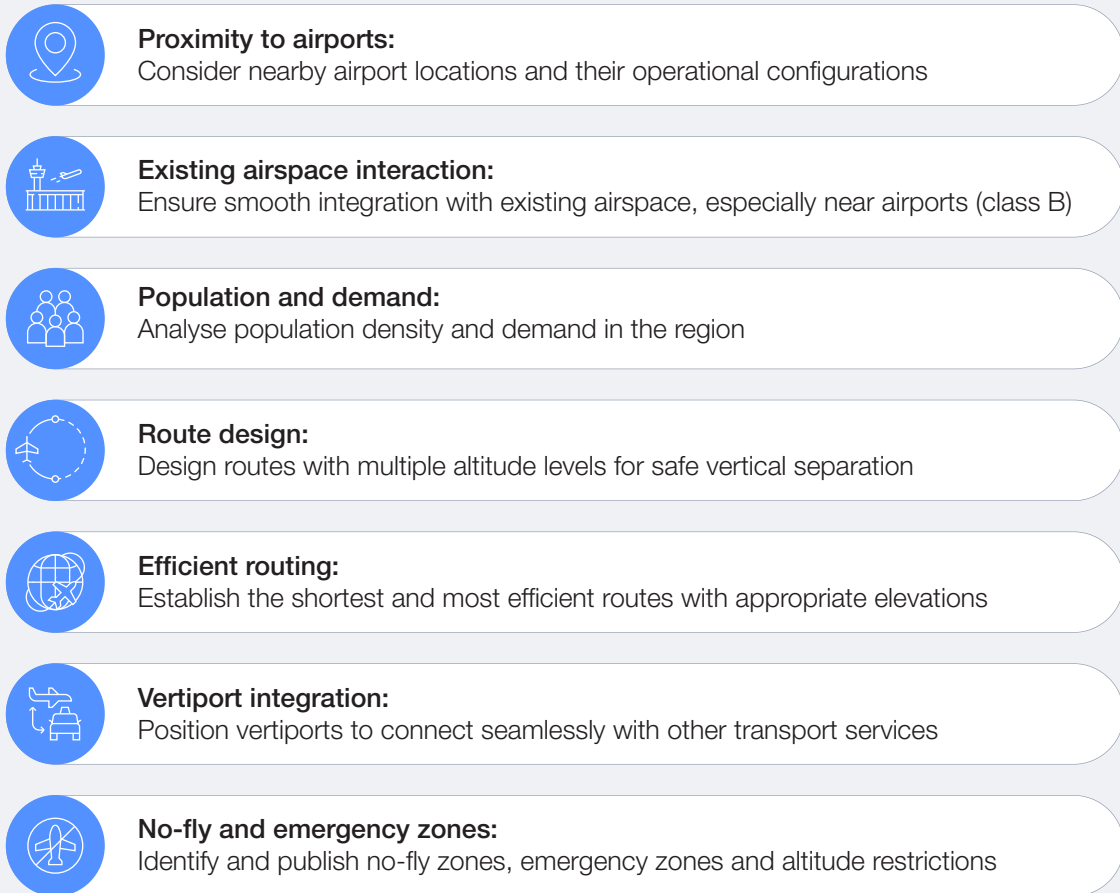 Proximity to airports:
Consider nearby airport locations and their operational configurations
Existing airspace interaction:
Ensure smooth integration with existing airspace, especially near airports (class B)
Population and demand:
Analyse population density and demand in the region
Route design:
Design routes with multiple altitude levels for safe vertical separation
Efficient routing:
Establish the shortest and most efficient routes with appropriate elevations
Vertiport integration:
Position vertiports to connect seamlessly with other transport services
No-fly and emergency zones:
Identify and publish no-fly zones, emergency zones and altitude restrictions